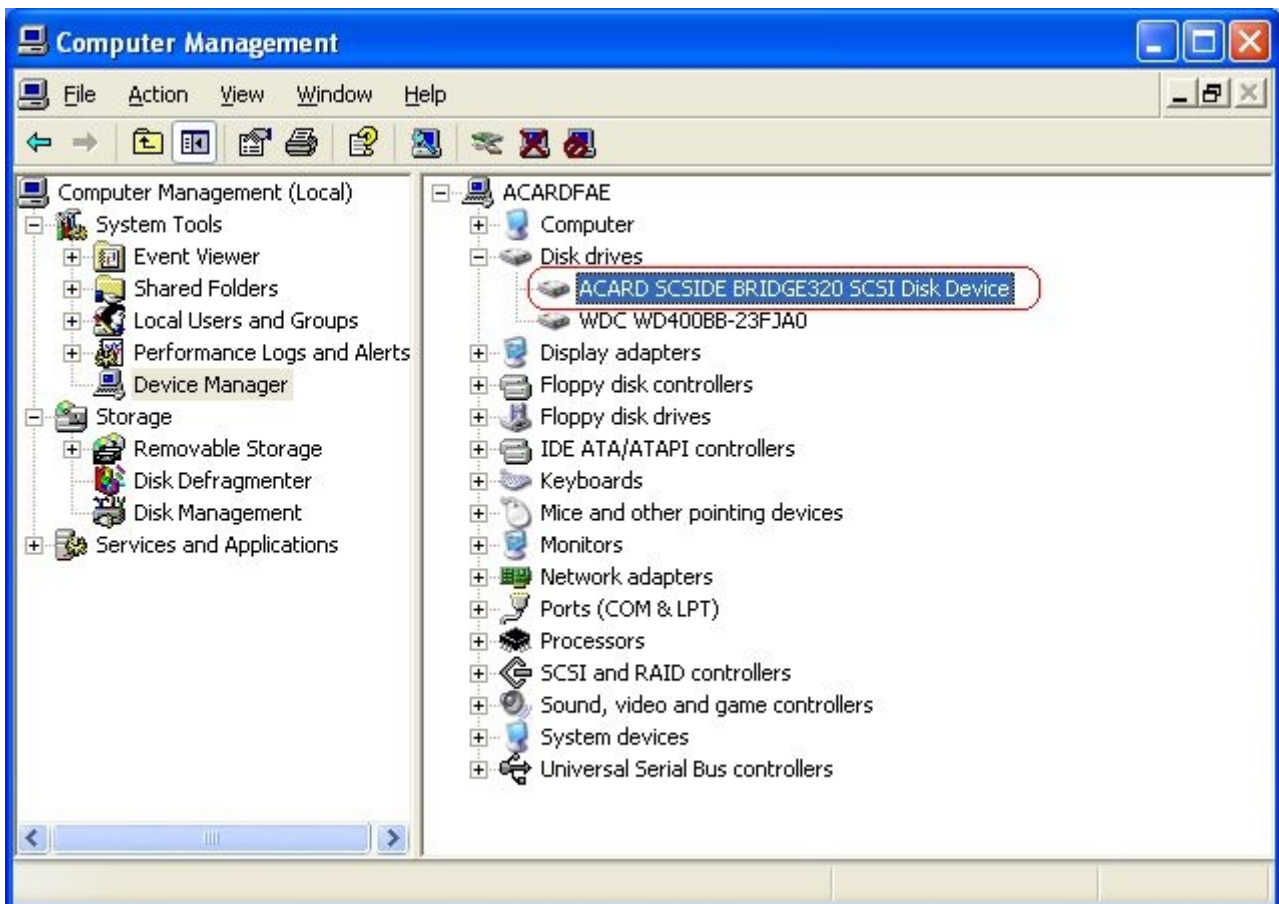 Computer Management
File Action View Window Help
Computer Management (Local)
System Tools
Event Viewer
Shared Folders
Local Users and Groups
Performance Logs and Alerts
Device Manager
Storage
Removable Storage
Disk Defragmenter
Disk Management
Services and Applications
ACARDFAE
Computer
Disk drives
ACARD SCSIDE BRIDGE320 SCSI Disk Device
WDC WD400BB-23FJA0
Display adapters
Floppy disk controllers
Floppy disk drives
IDE ATA/ATAPI controllers
Keyboards
Mice and other pointing devices
Monitors
Network adapters
Ports (COM & LPT)
Processors
SCSI and RAID controllers
Sound, video and game controllers
System devices
Universal Serial Bus controllers